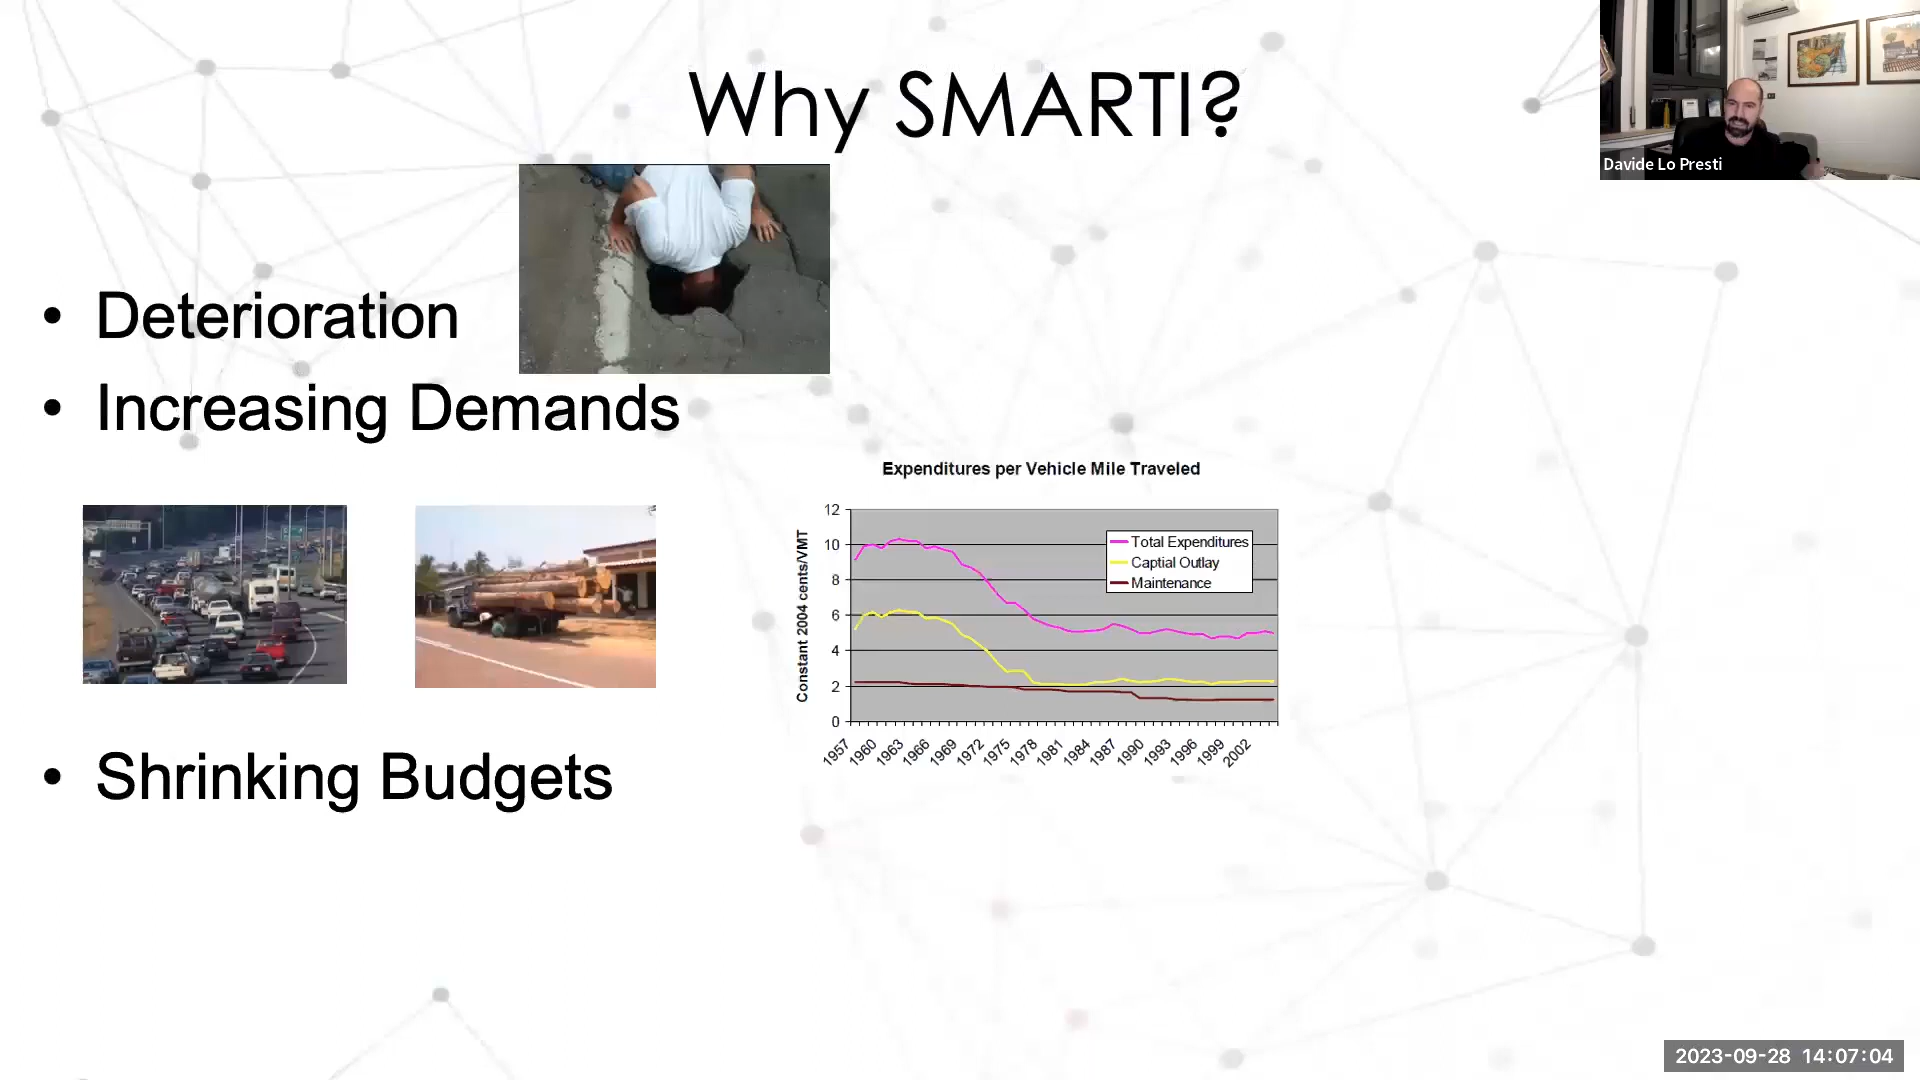 Why SMARTI?
Davide Lo Presti
• Deterioration
• Increasing Demands
Expenditures per Vehicle Mile Traveled
Constant 2004 cents/VMT
12
10
8
6
4
2
0
Total Expenditures
Captial Outlay
Maintenance
1957 1960 1963 1966 1969 1972 1975 1978 1981 1984 1987 1990 1993 1996 1999 2002
• Shrinking Budgets
2023-09-28 14:07:04